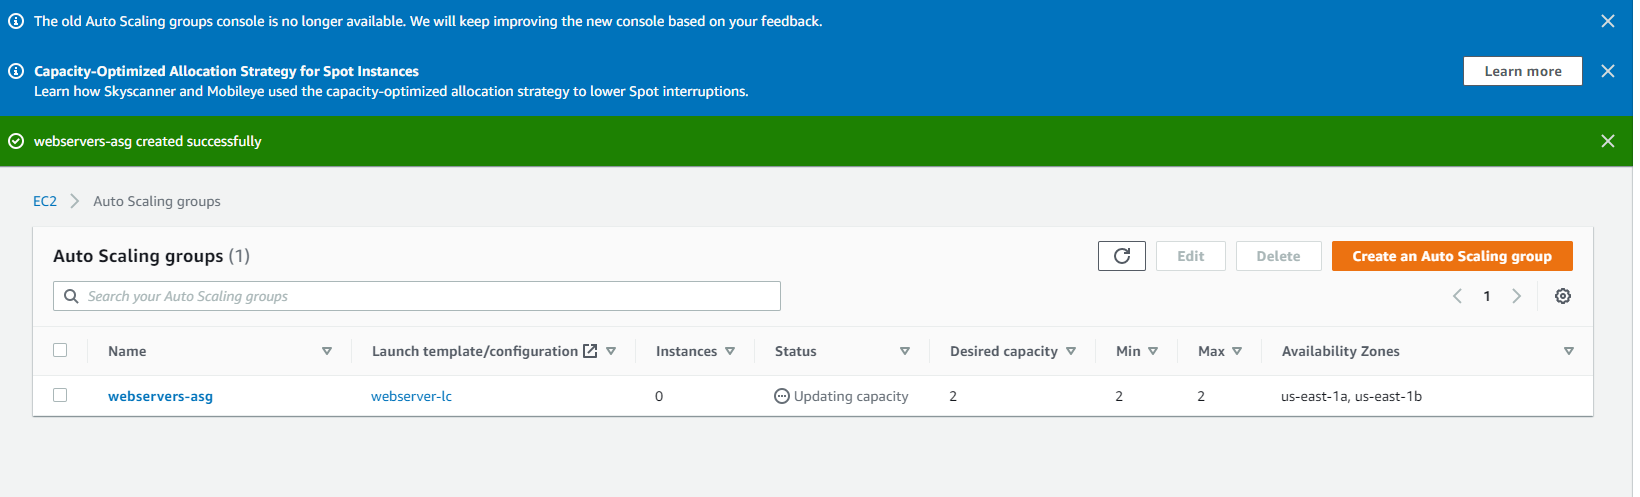 The old Auto Scaling groups console is no longer available. We will keep improving the new console based on your feedback.
Capacity-Optimized Allocation Strategy for Spot Instances
Learn how Skyscanner and Mobileye used the capacity-optimized allocation strategy to lower Spot interruptions.
Learn more
webservers-asg created successfully
EC2 Auto Scaling groups
Auto Scaling groups (1)
Edit Delete Create an Auto Scaling group
Search your Auto Scaling groups
1
Name Launch template/configuration Instances Status Desired capacity Min Max Availability Zones
webservers-asg webserver-lc 0 Updating capacity 2 2 2 us-east-1a, us-east-1b